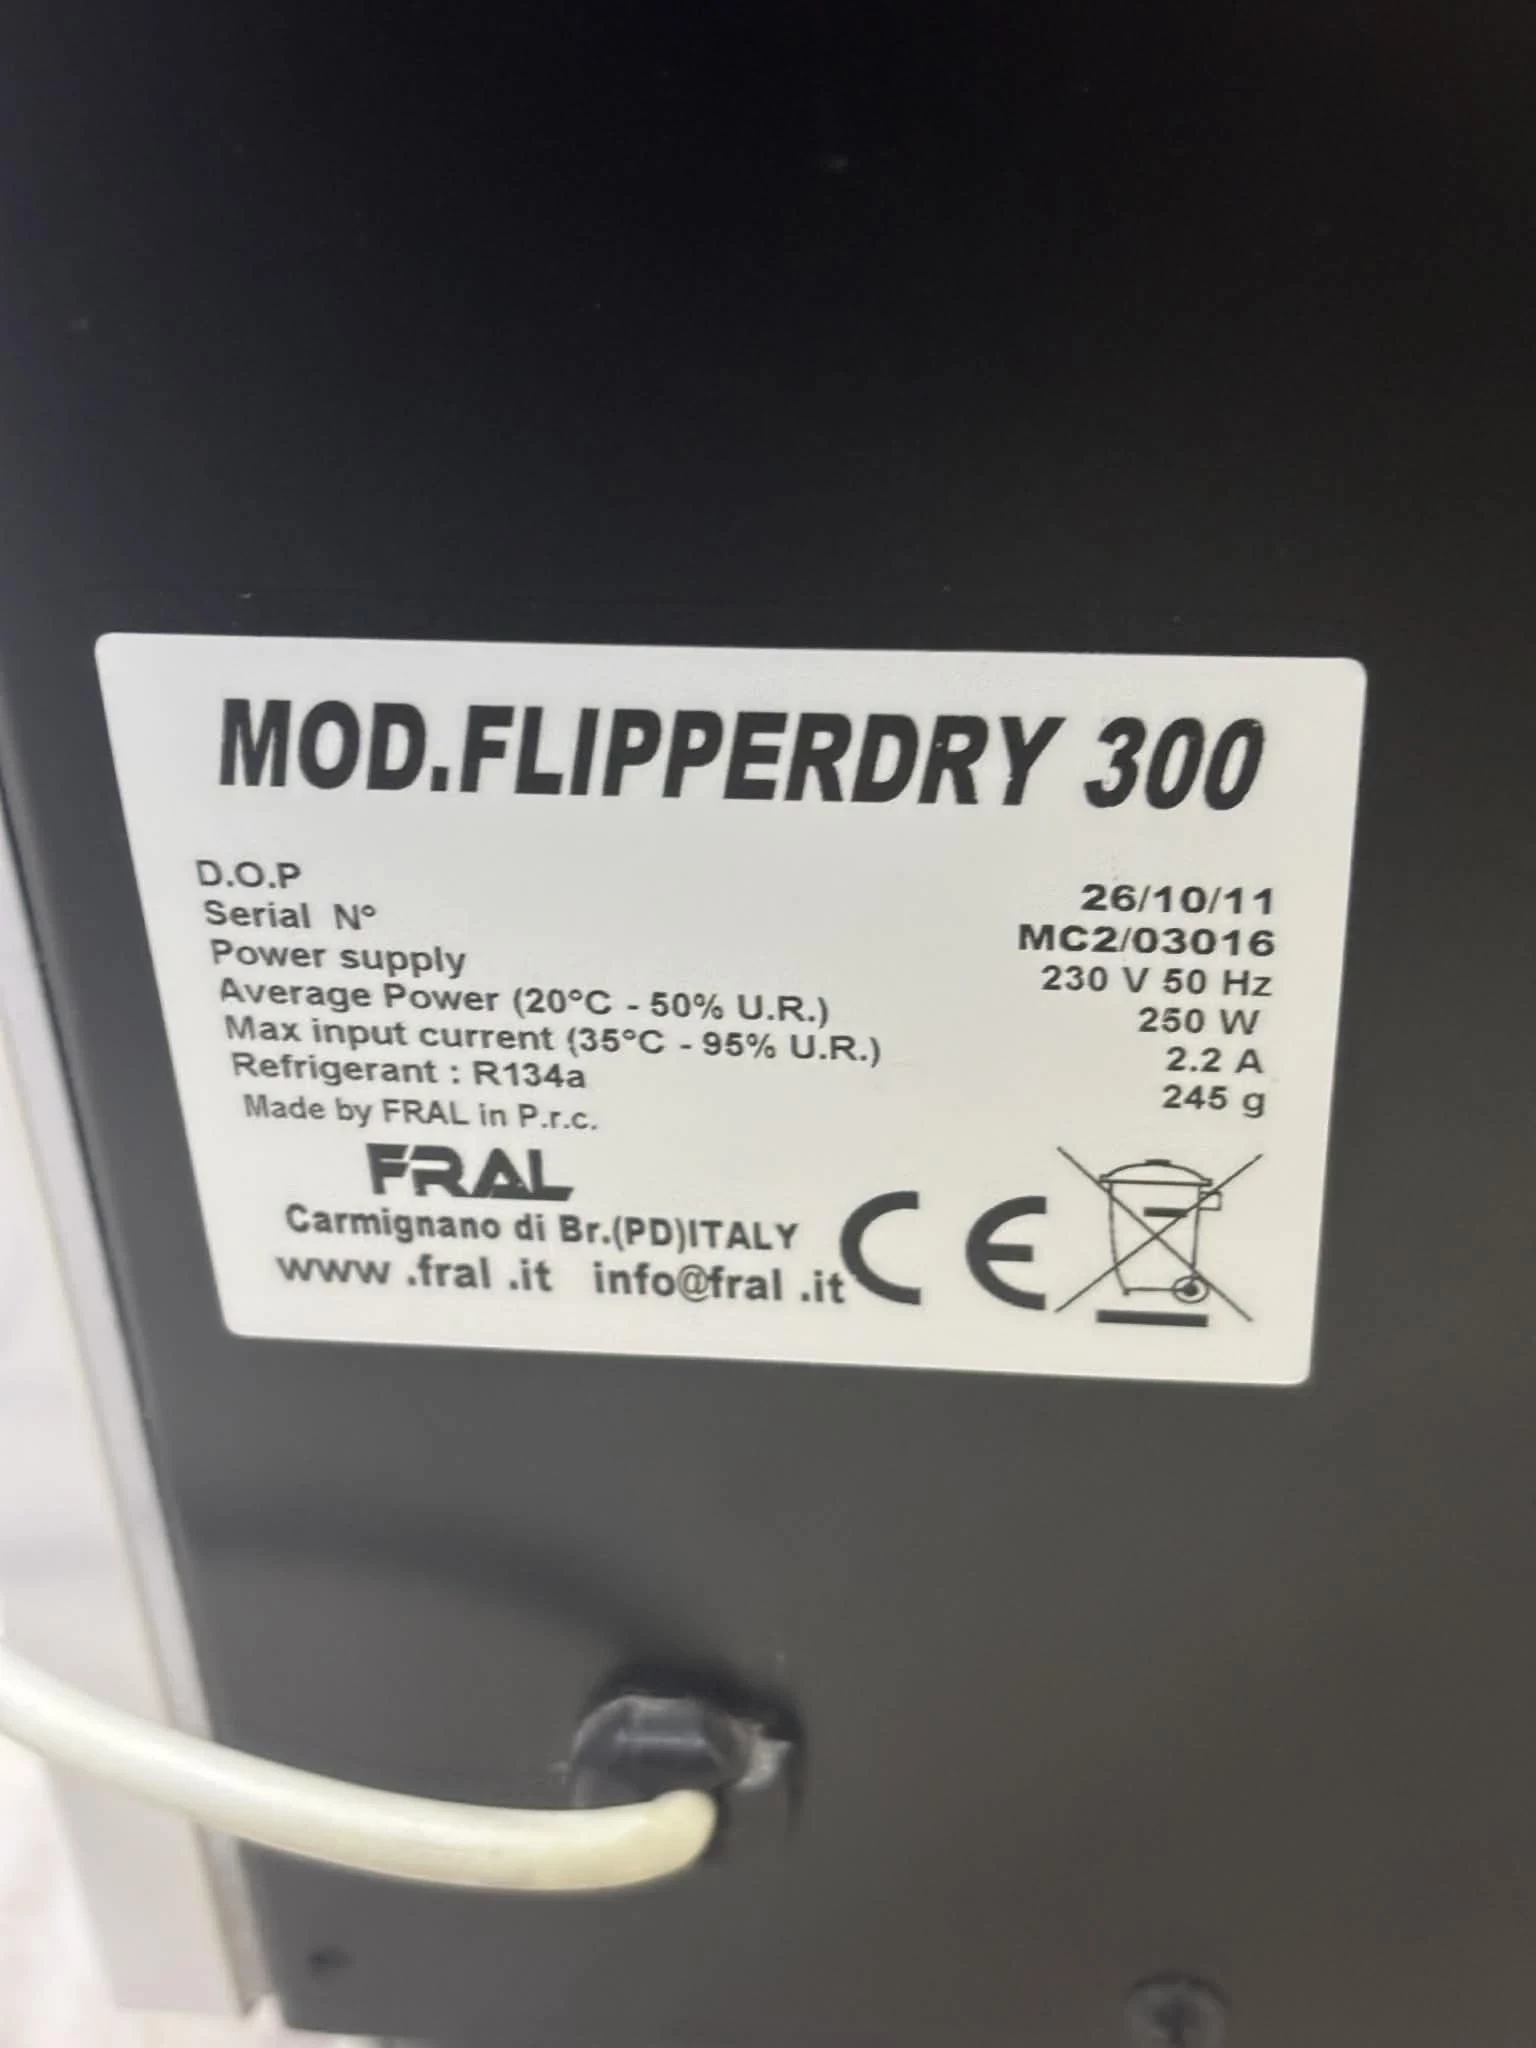 MOD.FLIPPERDRY 300
D.O.P 26/10/11
Serial N° MC2/03016
Power supply 230 V 50 Hz
Average Power (20°C - 50% U.R.) 250 W
Max input current (35°C - 95% U.R.) 2.2 A
Refrigerant : R134a 245 g
Made by FRAL in P.r.c.
FRAL
Carmignano di Br.(PD)ITALY
www .fral .it info@fral .it
CE